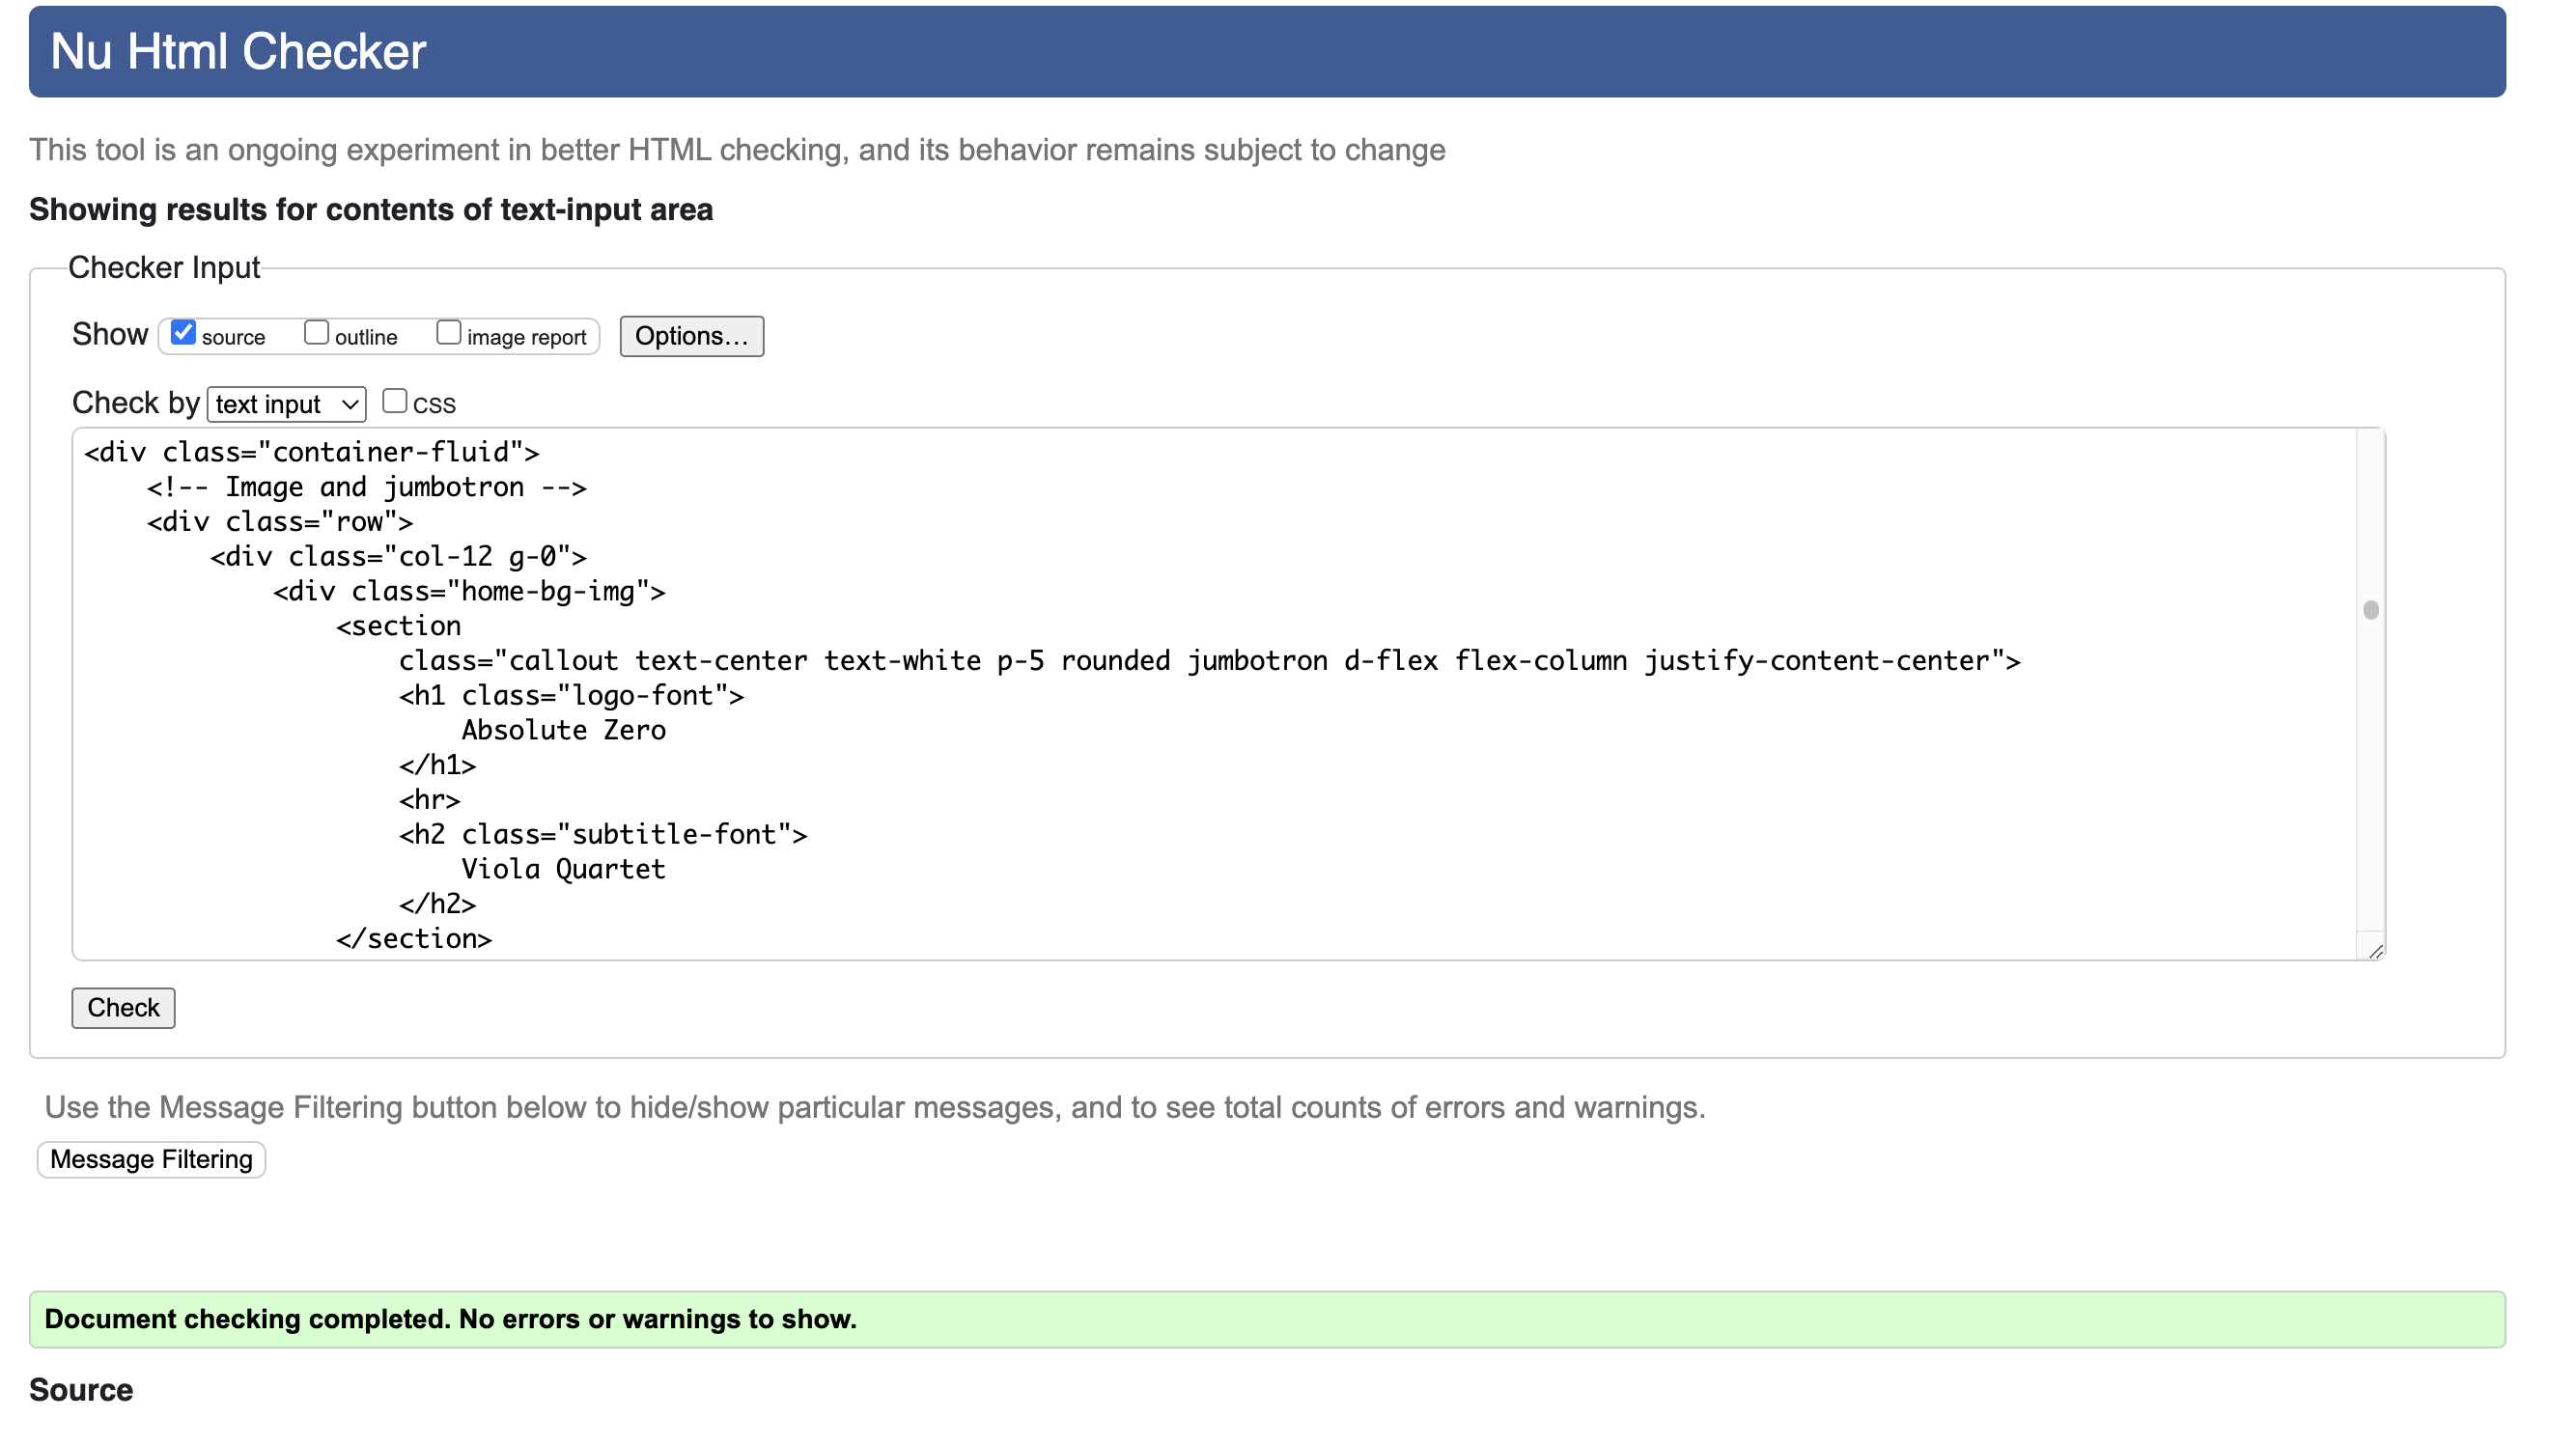 Nu Html Checker
This tool is an ongoing experiment in better HTML checking, and its behavior remains subject to change
Showing results for contents of text-input area
Checker Input
Show source outline image report Options...
Check by text input CSS
<div class="container-fluid">
    <!-- Image and jumbotron -->
    <div class="row">
        <div class="col-12 g-0">
            <div class="home-bg-img">
                <section
                    class="callout text-center text-white p-5 rounded jumbotron d-flex flex-column justify-content-center">
                    <h1 class="logo-font">
                        Absolute Zero
                    </h1>
                    <hr>
                    <h2 class="subtitle-font">
                        Viola Quartet
                    </h2>
                </section>
Check
Use the Message Filtering button below to hide/show particular messages, and to see total counts of errors and warnings.
Message Filtering
Document checking completed. No errors or warnings to show.
Source